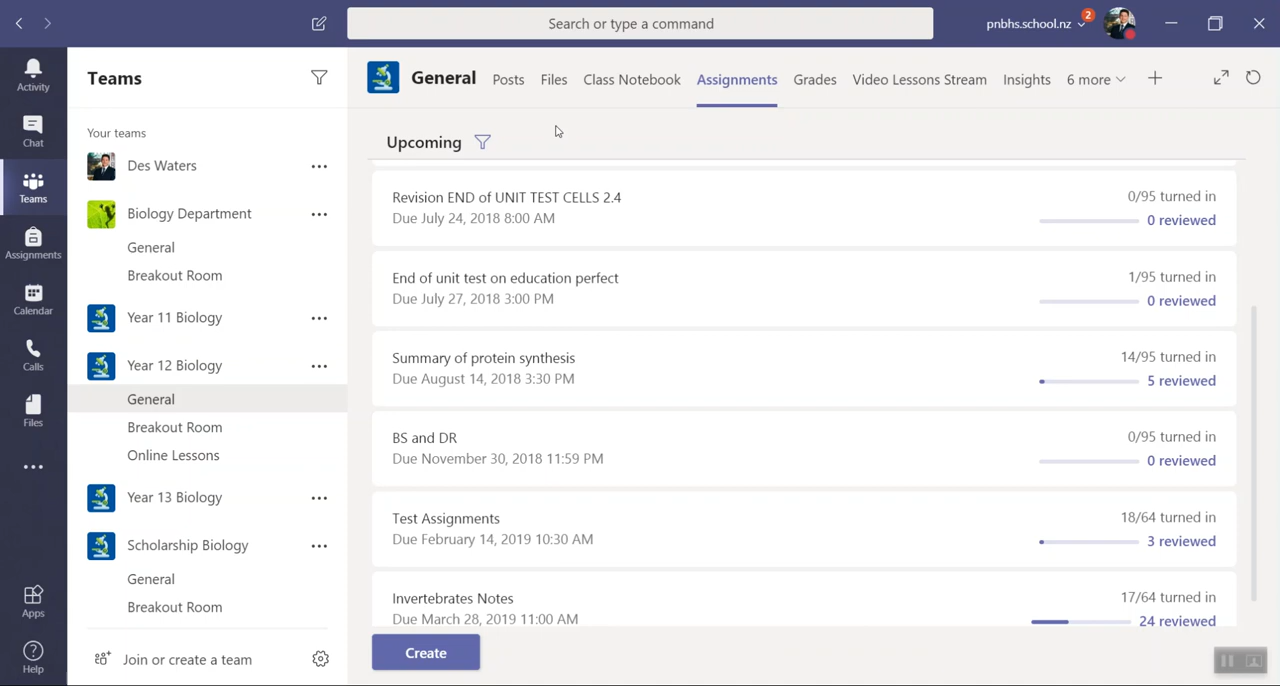 Search or type a command
pnbhs.school.nz
2
Activity
Chat
Teams
Assignments
Calendar
Calls
Files
Apps
Help
Teams
Your teams
Des Waters
Biology Department
General
Breakout Room
Year 11 Biology
Year 12 Biology
General
Breakout Room
Online Lessons
Year 13 Biology
Scholarship Biology
General
Breakout Room
Join or create a team
General Posts Files Class Notebook Assignments Grades Video Lessons Stream Insights 6 more
Upcoming
Revision END of UNIT TEST CELLS 2.4 0/95 turned in
Due July 24, 2018 8:00 AM 0 reviewed
End of unit test on education perfect 1/95 turned in
Due July 27, 2018 3:00 PM 0 reviewed
Summary of protein synthesis 14/95 turned in
Due August 14, 2018 3:30 PM 5 reviewed
BS and DR 0/95 turned in
Due November 30, 2018 11:59 PM 0 reviewed
Test Assignments 18/64 turned in
Due February 14, 2019 10:30 AM 3 reviewed
Invertebrates Notes 17/64 turned in
Due March 28, 2019 11:00 AM 24 reviewed
Create